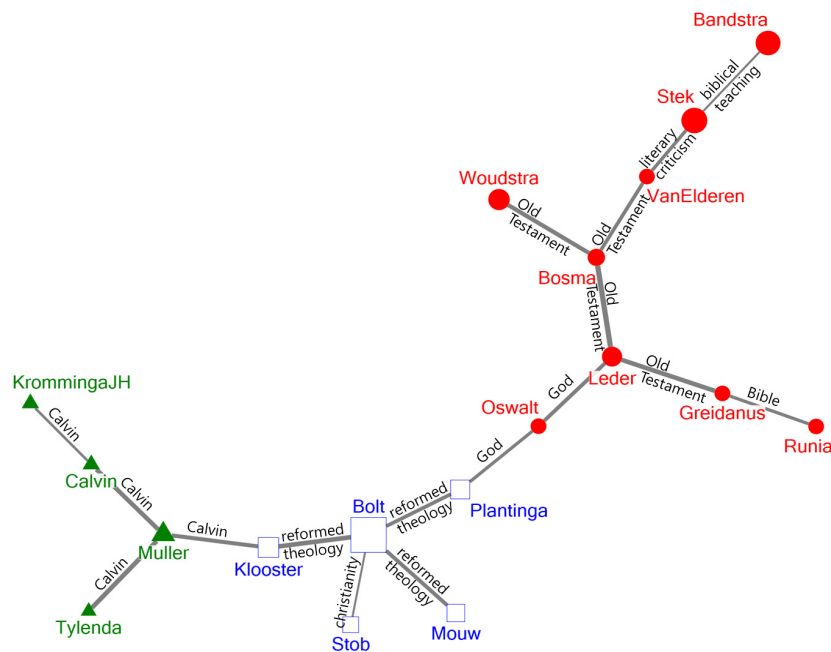 Bandstra
biblical
teaching
Stek
literary
criticism
Woudstra
VanElderen
Old
Testament
Old
Testament
Bosma
Old
Testament
KrommingaJH
Leder
Old
Testament
God
Bible
Oswalt
Greidanus
Runia
Calvin
God
Calvin
Calvin
Bolt
reformed
theology
Plantinga
Muller
Calvin
reformed
theology
Klooster
reformed
theology
Calvin
christianity
Tylenda
Stob
Mouw